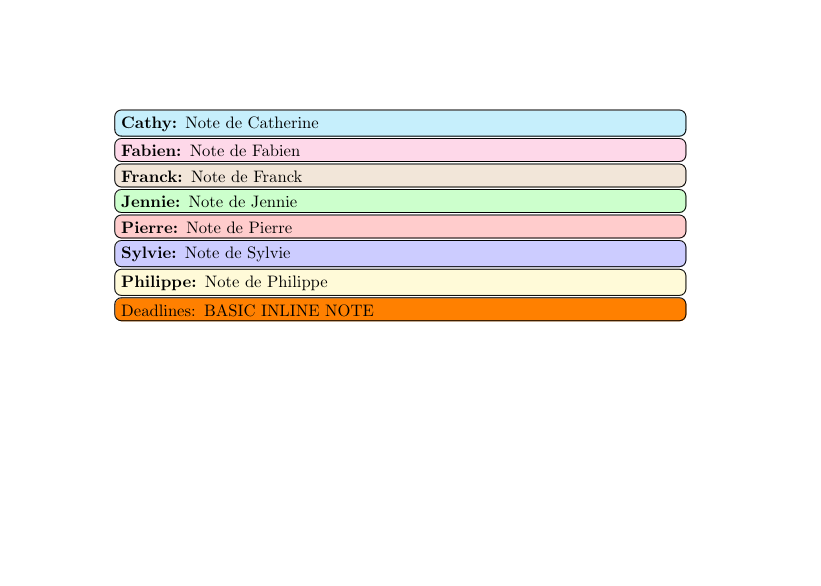 Cathy: Note de Catherine
Fabien: Note de Fabien
Franck: Note de Franck
Jennie: Note de Jennie
Pierre: Note de Pierre
Sylvie: Note de Sylvie
Philippe: Note de Philippe
Deadlines: BASIC INLINE NOTE